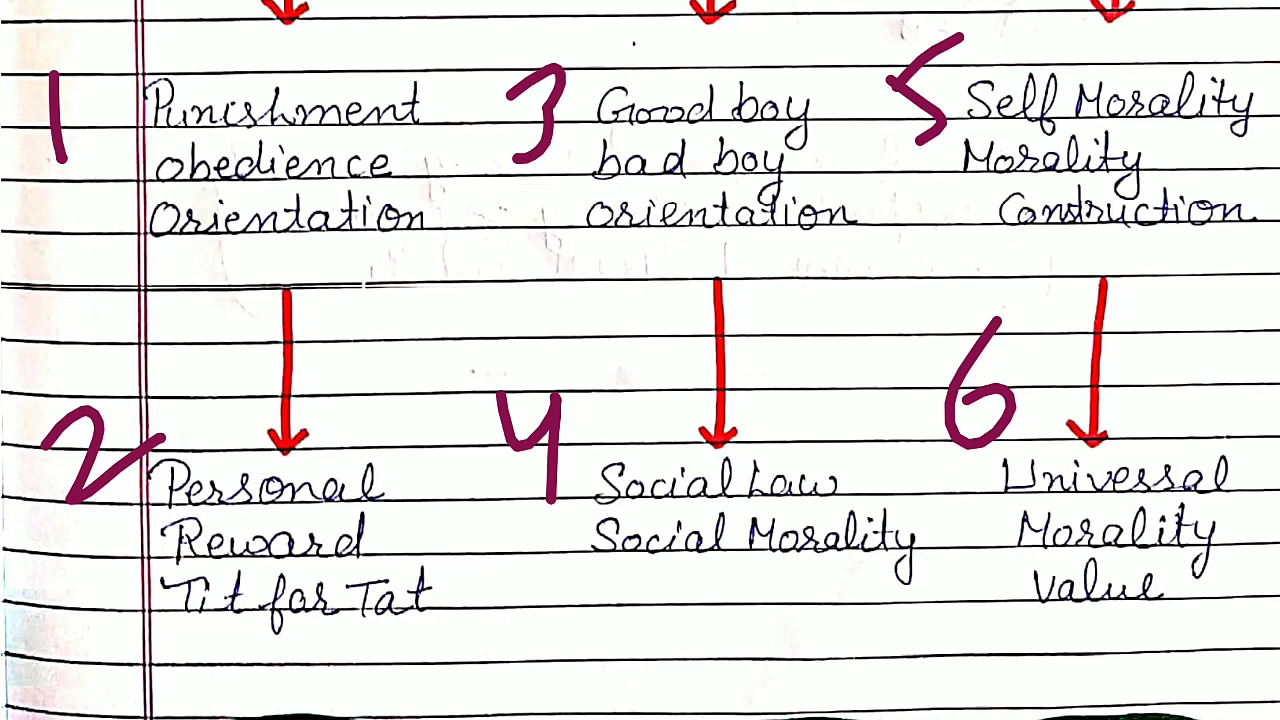 1 Punishment
obedience
Orientation
3 Good boy
bad boy
orientation
5 Self Morality
Morality
Construction
2 Personal
Reward
Tit for Tat
4 Social Law
Social Morality
6 Universal
Morality
Value